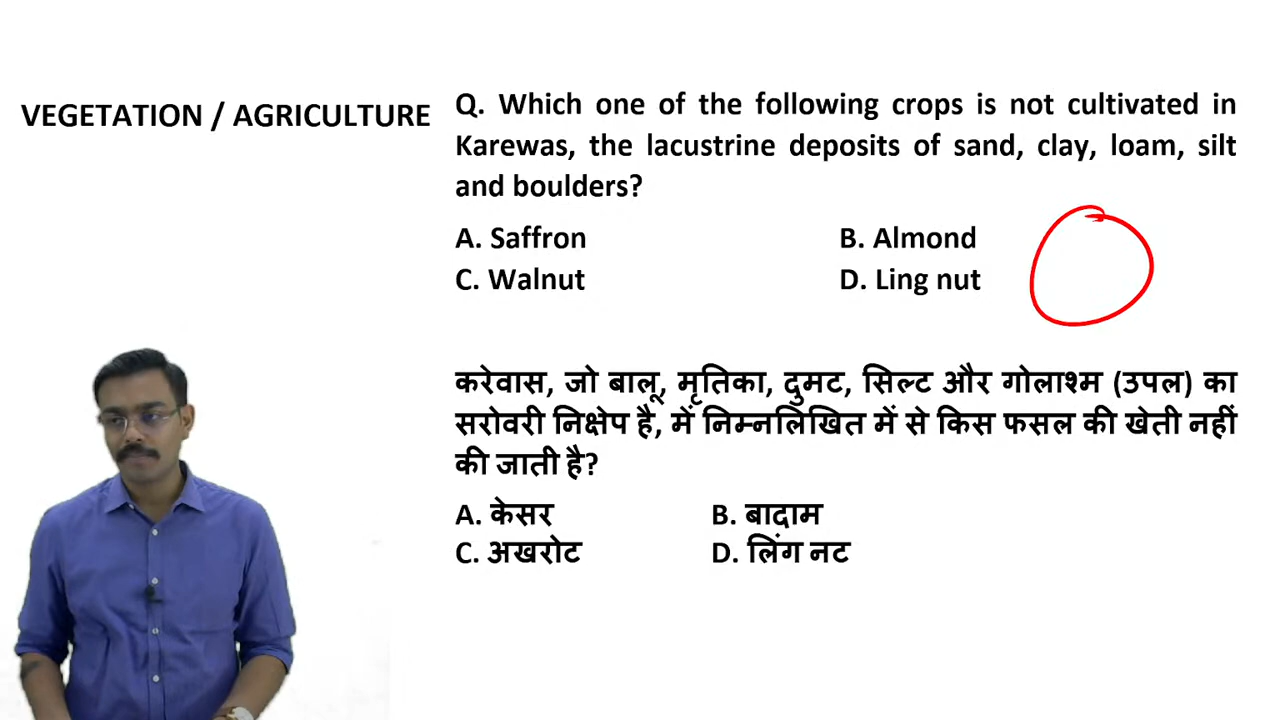 VEGETATION / AGRICULTURE
Q. Which one of the following crops is not cultivated in
Karewas, the lacustrine deposits of sand, clay, loam, silt
and boulders?
A. Saffron B. Almond
C. Walnut D. Ling nut
करेवास, जो बालू, मृतिका, दुमट, सिल्ट और गोलाश्म (उपल) का
सरोवरी निक्षेप है, में निम्नलिखित में से किस फसल की खेती नहीं
की जाती है?
A. केसर B. बादाम
C. अखरोट D. लिंग नट